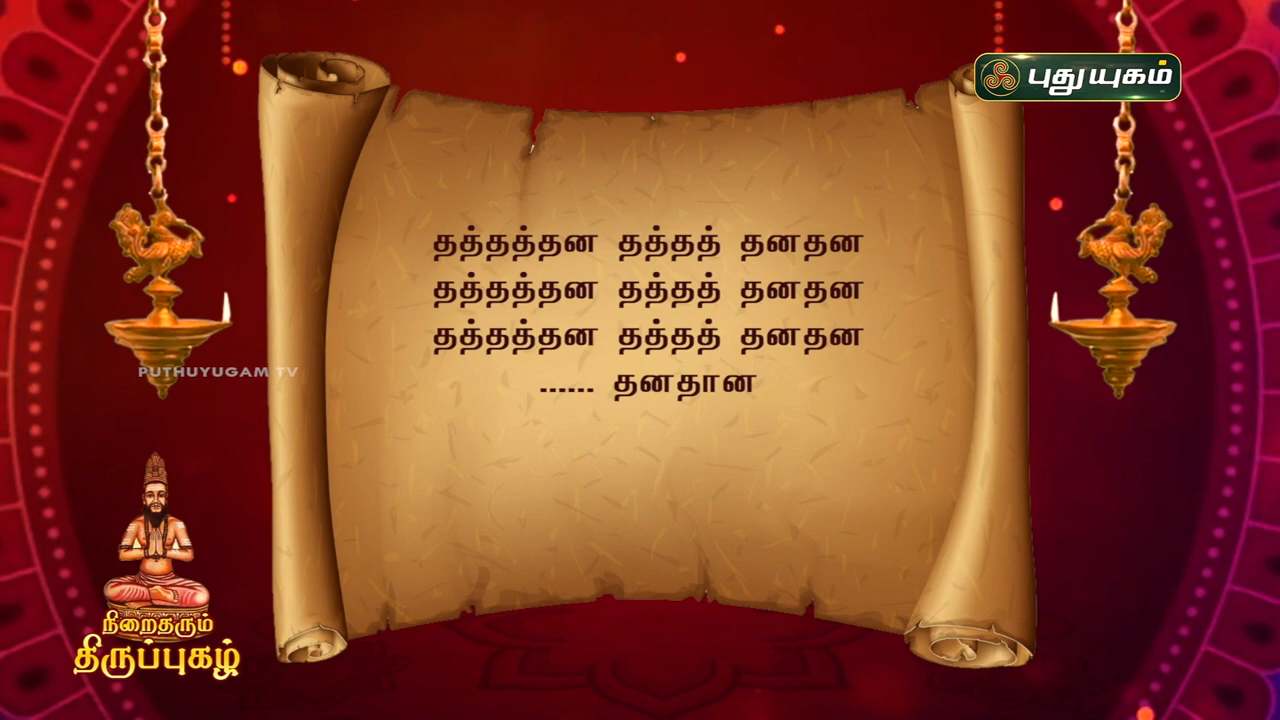 புதுயுகம்
தத்தத்தன தத்தத் தனதன
தத்தத்தன தத்தத் தனதன
தத்தத்தன தத்தத் தனதன
...... தனதான
PUTHUYUGAM TV
நிறைதரும்
திருப்புகழ்